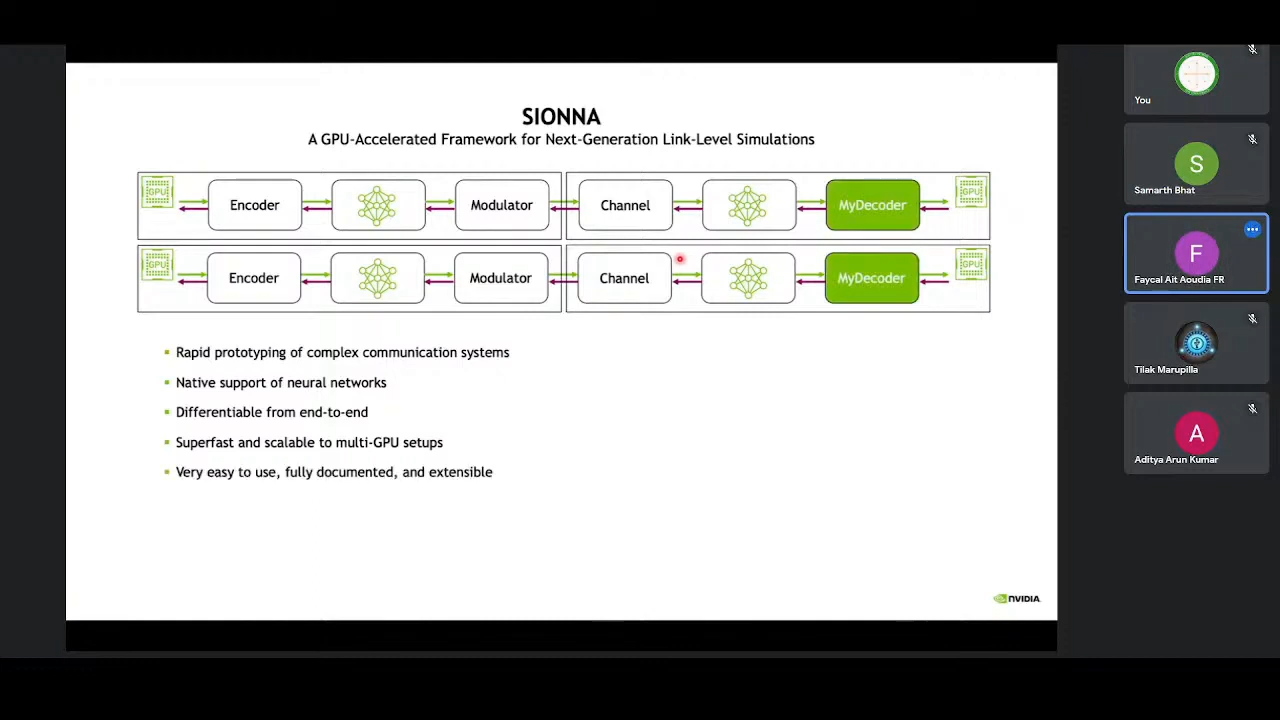 SIONNA
A GPU-Accelerated Framework for Next-Generation Link-Level Simulations
GPU
Encoder
Modulator
Channel
MyDecoder
GPU
GPU
Encoder
Modulator
Channel
MyDecoder
GPU
Rapid prototyping of complex communication systems
Native support of neural networks
Differentiable from end-to-end
Superfast and scalable to multi-GPU setups
Very easy to use, fully documented, and extensible
NVIDIA.
You
S
Samarth Bhat
F
Faycal Ait Aoudia FR
Tilak Marupilla
A
Aditya Arun Kumar